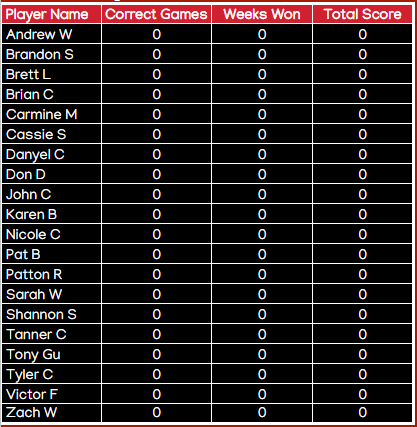 Player Name Correct Games Weeks Won Total Score
Andrew W 0 0 0
Brandon S 0 0 0
Brett L 0 0 0
Brian C 0 0 0
Carmine M 0 0 0
Cassie S 0 0 0
Danyel C 0 0 0
Don D 0 0 0
John C 0 0 0
Karen B 0 0 0
Nicole C 0 0 0
Pat B 0 0 0
Patton R 0 0 0
Sarah W 0 0 0
Shannon S 0 0 0
Tanner C 0 0 0
Tony Gu 0 0 0
Tyler C 0 0 0
Victor F 0 0 0
Zach W 0 0 0